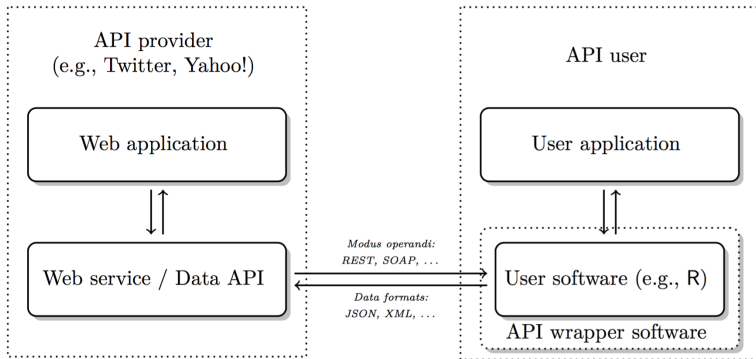 API provider
(e.g., Twitter, Yahoo!)
Web application
Web service / Data API
Modus operandi:
REST, SOAP, ...
Data formats:
JSON, XML, ...
API user
User application
User software (e.g., R)
API wrapper software